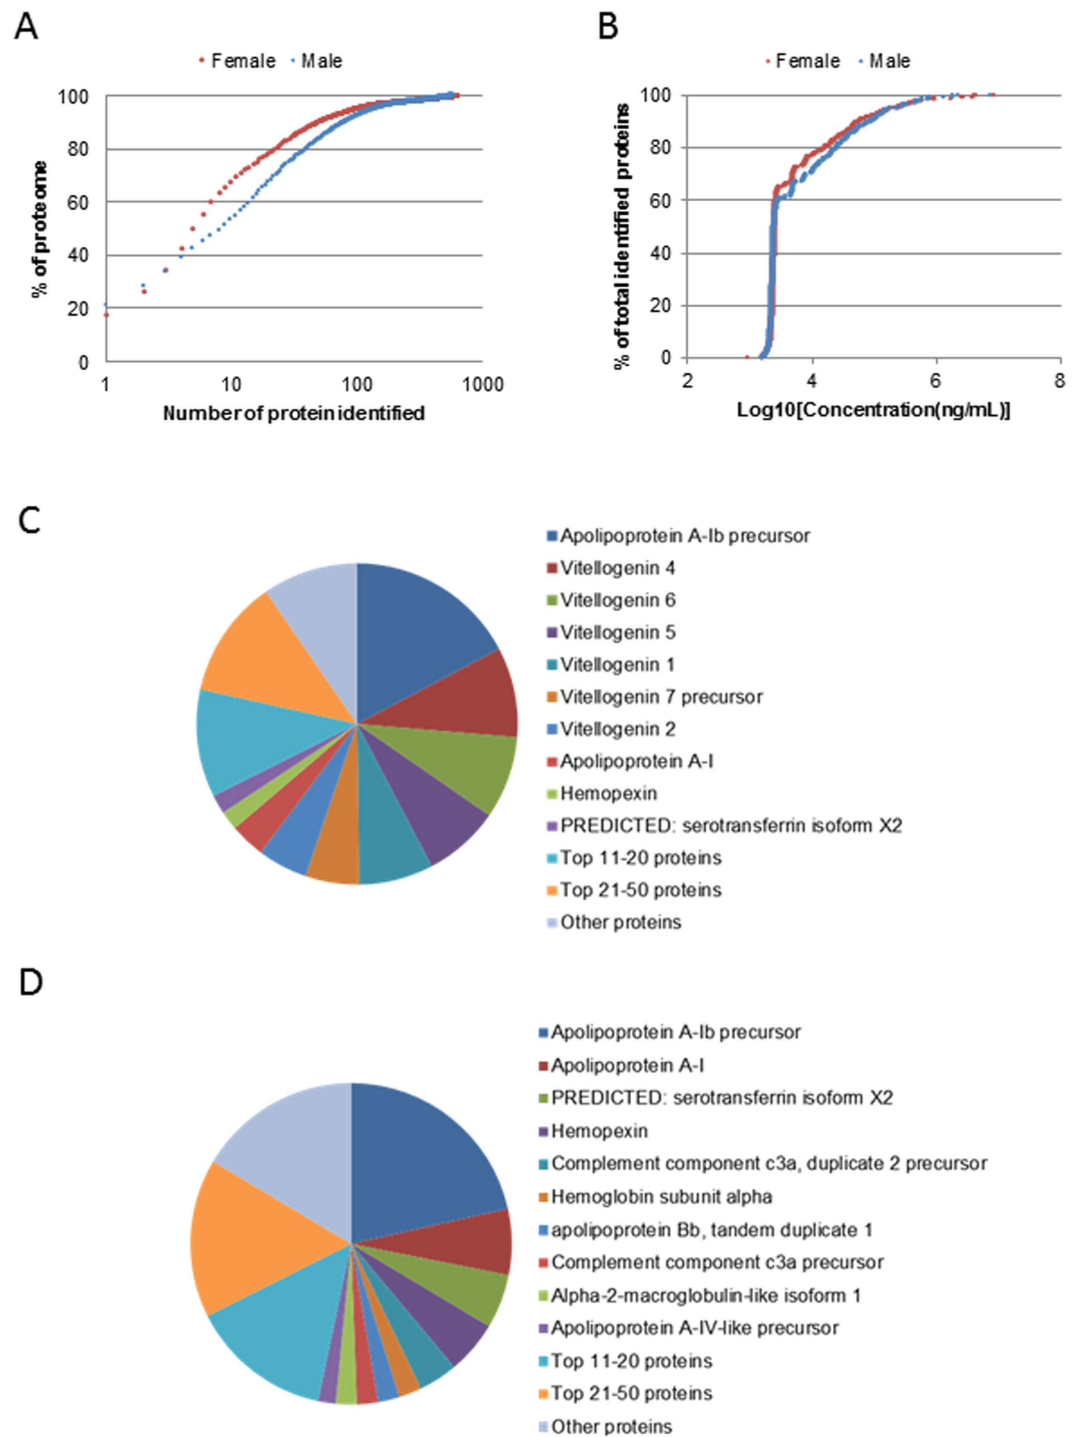 A
Female Male
100
80
60
40
20
0
% of proteome
1 10 100 1000
Number of protein identified
B
Female Male
100
80
60
40
20
0
% of total identified proteins
2 4 6 8
Log10[Concentration(ng/mL)]
C
Apolipoprotein A-Ib precursor
Vitellogenin 4
Vitellogenin 6
Vitellogenin 5
Vitellogenin 1
Vitellogenin 7 precursor
Vitellogenin 2
Apolipoprotein A-I
Hemopexin
PREDICTED: serotransferrin isoform X2
Top 11-20 proteins
Top 21-50 proteins
Other proteins
D
Apolipoprotein A-Ib precursor
Apolipoprotein A-I
PREDICTED: serotransferrin isoform X2
Hemopexin
Complement component c3a, duplicate 2 precursor
Hemoglobin subunit alpha
apolipoprotein Bb, tandem duplicate 1
Complement component c3a precursor
Alpha-2-macroglobulin-like isoform 1
Apolipoprotein A-IV-like precursor
Top 11-20 proteins
Top 21-50 proteins
Other proteins